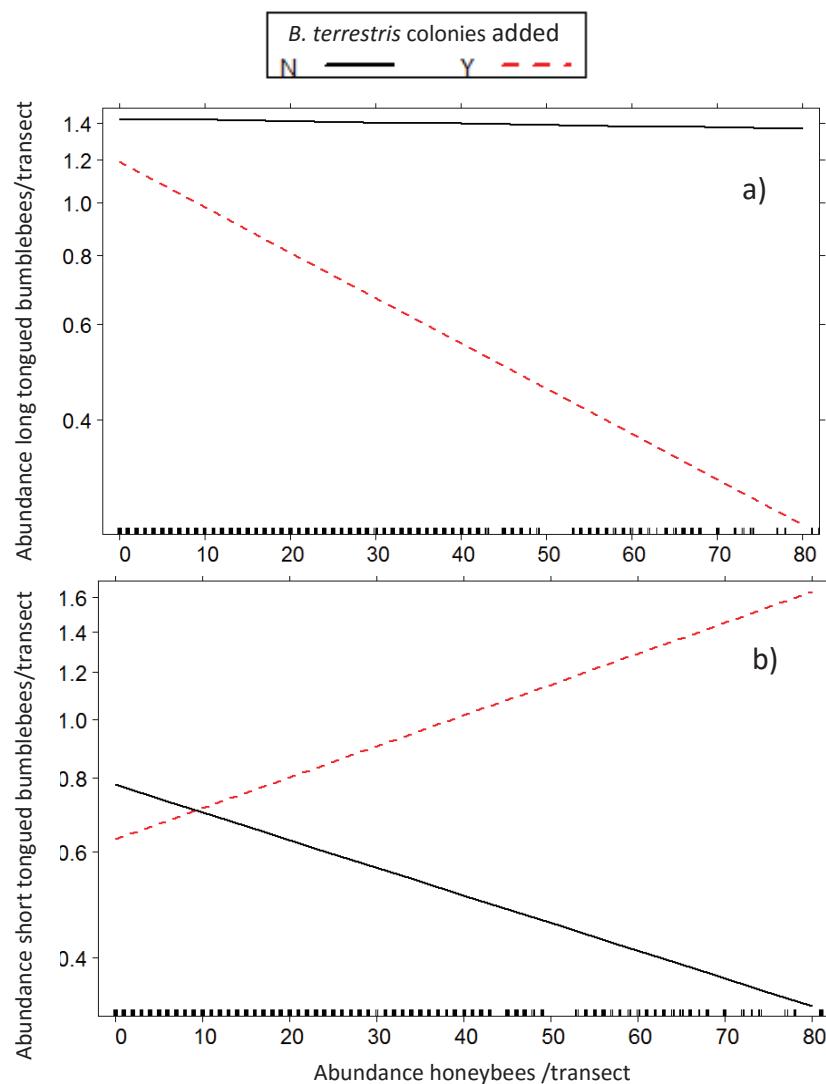 B. terrestris colonies added
N Y
Abundance long tongued bumblebees/transect
1.4
1.2
1.0
0.8
0.6
0.4
a)
0 10 20 30 40 50 60 70 80
Abundance short tongued bumblebees/transect
1.6
1.4
1.2
1.0
0.8
0.6
0.4
b)
0 10 20 30 40 50 60 70 80
Abundance honeybees /transect